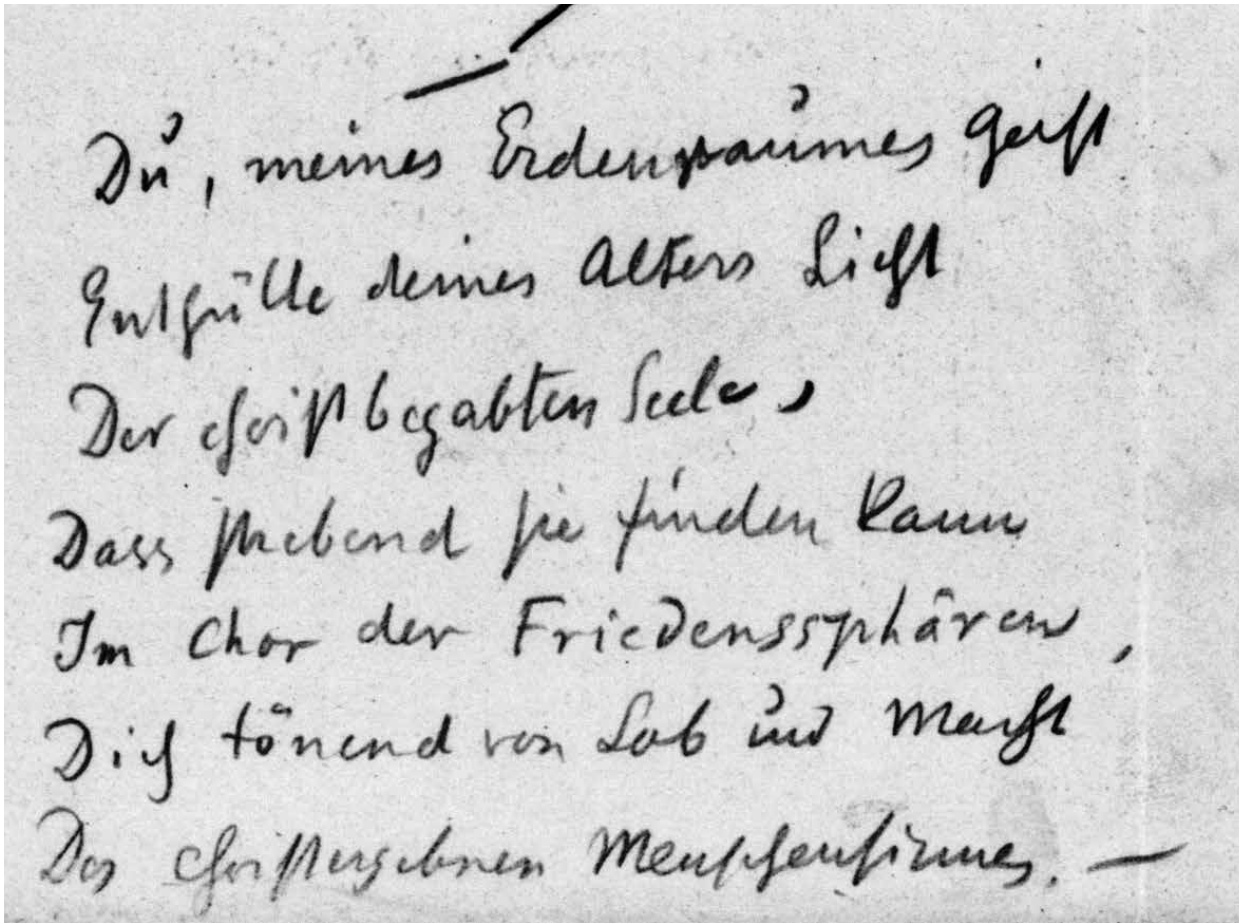 Du, meines Erdenraumes Geist
Enthülle deines Alters Licht
Der christbegabten Seele,
Dass strebend sie finden kann
Im Chor der Friedenssphären,
Dich tönend von Lob und Macht
Des christergebnen Menschensinnes. —